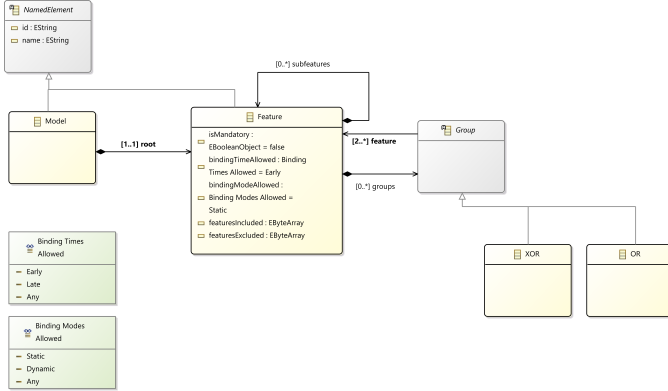 NamedElement
id : EString
name : EString
[0..*] subfeatures
Model
Feature
isMandatory :
EBooleanObject = false
bindingTimeAllowed : Binding
Times Allowed = Early
bindingModeAllowed :
Binding Modes Allowed =
Static
featuresIncluded : EByteArray
featuresExcluded : EByteArray
[1..1] root
Group
[2..*] feature
[0..*] groups
XOR
OR
Binding Times
Allowed
Early
Late
Any
Binding Modes
Allowed
Static
Dynamic
Any